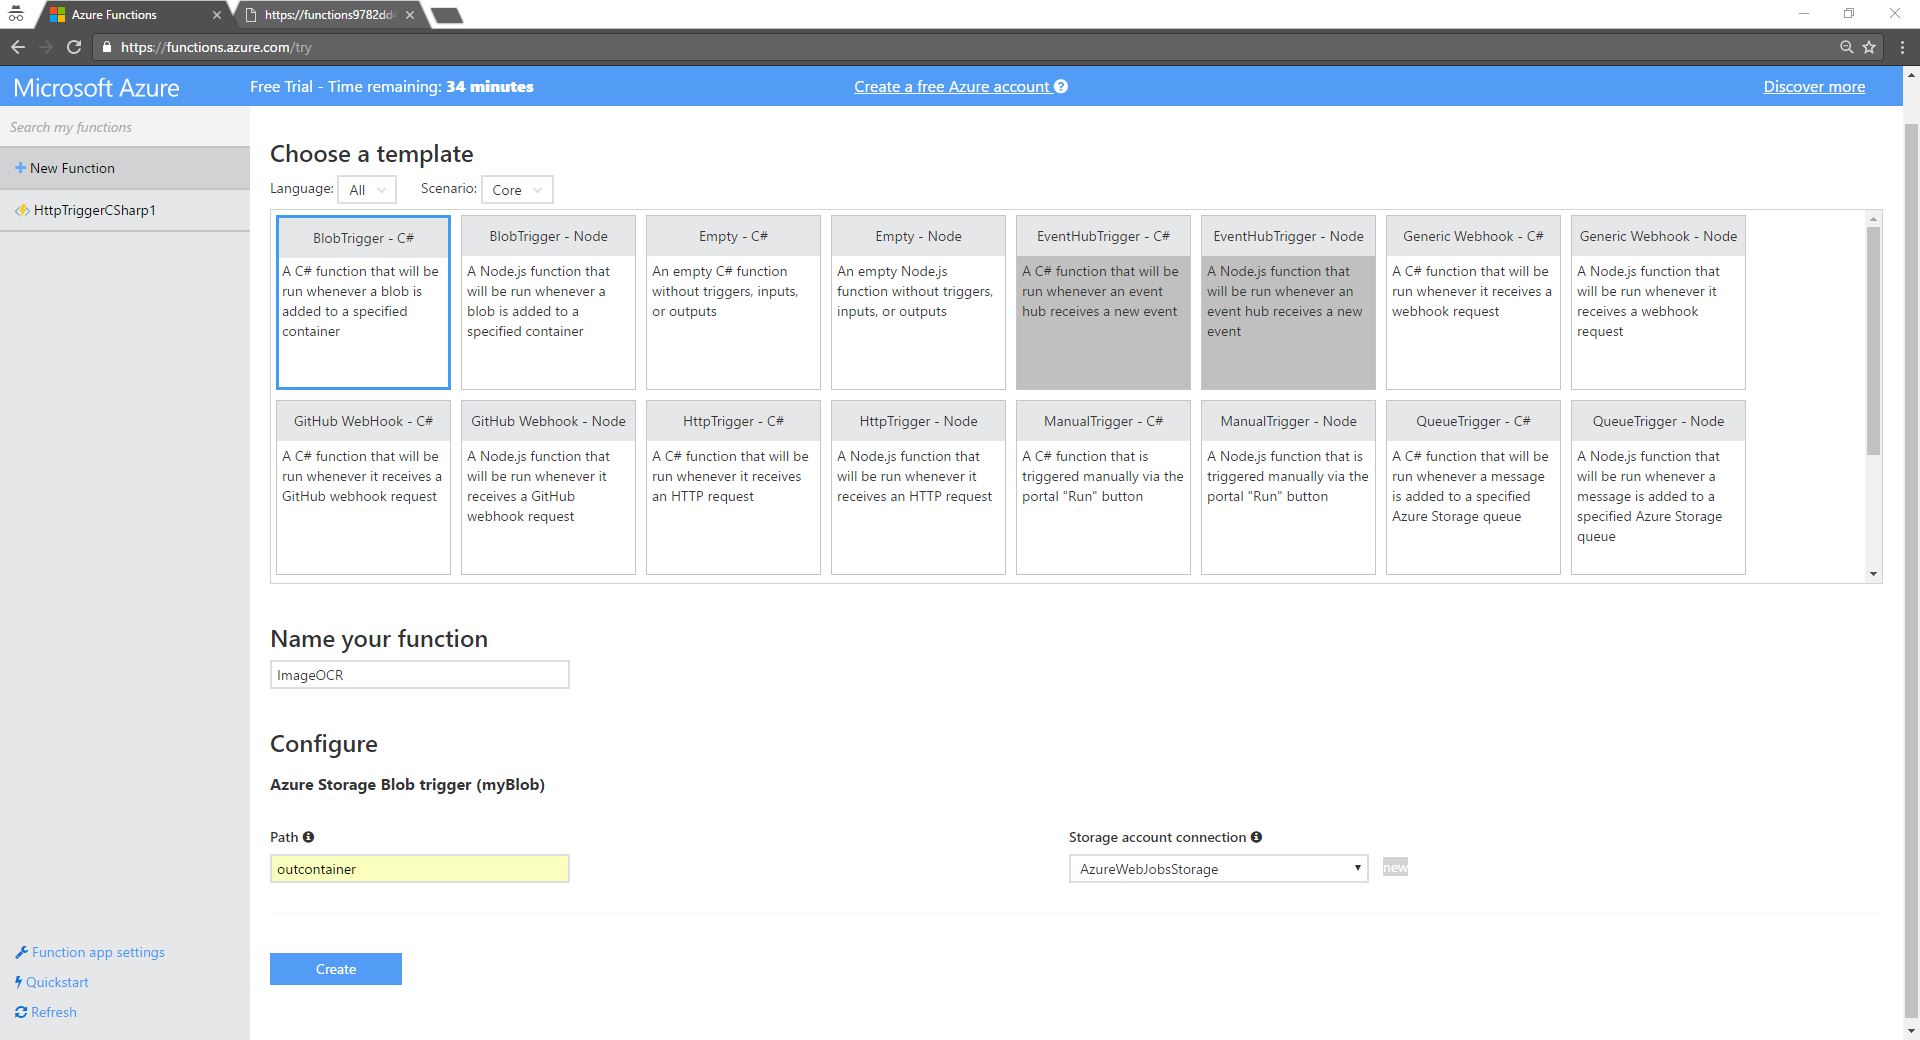 Azure Functions
https://functions9782dd4
https://functions.azure.com/try
Microsoft Azure
Free Trial - Time remaining: 34 minutes
Create a free Azure account
Discover more
Search my functions
New Function
HttpTriggerCSharp1
Choose a template
Language: All Scenario: Core
BlobTrigger - C#
A C# function that will be
run whenever a blob is
added to a specified
container
BlobTrigger - Node
A Node.js function that
will be run whenever a
blob is added to a
specified container
Empty - C#
An empty C# function
without triggers, inputs,
or outputs
Empty - Node
An empty Node.js
function without triggers,
inputs, or outputs
EventHubTrigger - C#
A C# function that will be
run whenever an event
hub receives a new event
EventHubTrigger - Node
A Node.js function that
will be run whenever an
event hub receives a new
event
Generic Webhook - C#
A C# function that will be
run whenever it receives a
webhook request
Generic Webhook - Node
A Node.js function that
will be run whenever it
receives a webhook
request
GitHub WebHook - C#
A C# function that will be
run whenever it receives a
GitHub webhook request
GitHub Webhook - Node
A Node.js function that
will be run whenever it
receives a GitHub
webhook request
HttpTrigger - C#
A C# function that will be
run whenever it receives
an HTTP request
HttpTrigger - Node
A Node.js function that
will be run whenever it
receives an HTTP request
ManualTrigger - C#
A C# function that is
triggered manually via the
portal "Run" button
ManualTrigger - Node
A Node.js function that is
triggered manually via the
portal "Run" button
QueueTrigger - C#
A C# function that will be
run whenever a message
is added to a specified
Azure Storage queue
QueueTrigger - Node
A Node.js function that
will be run whenever a
message is added to a
specified Azure Storage
queue
Name your function
ImageOCR
Configure
Azure Storage Blob trigger (myBlob)
Path
outcontainer
Storage account connection
AzureWebJobsStorage
new
Create
Function app settings
Quickstart
Refresh